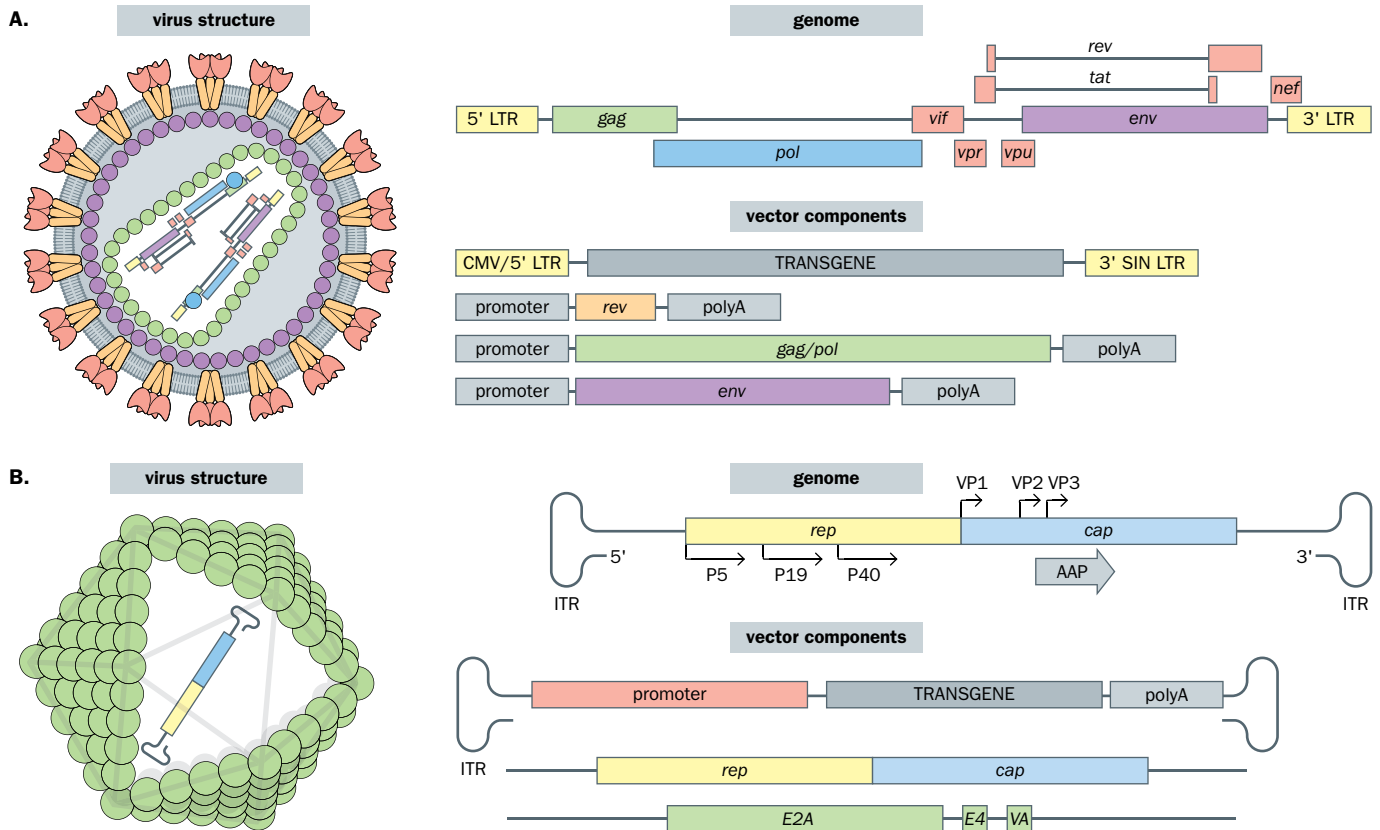 A.
virus structure
genome
rev
tat
nef
5' LTR
gag
vif
env
3' LTR
pol
vpr
vpu
vector components
CMV/5' LTR
TRANSGENE
3' SIN LTR
promoter
rev
polyA
promoter
gag/pol
polyA
promoter
env
polyA
B.
virus structure
genome
VP1
VP2
VP3
rep
cap
5'
P5
P19
P40
AAP
3'
ITR
ITR
vector components
promoter
TRANSGENE
polyA
ITR
rep
cap
E2A
E4
VA